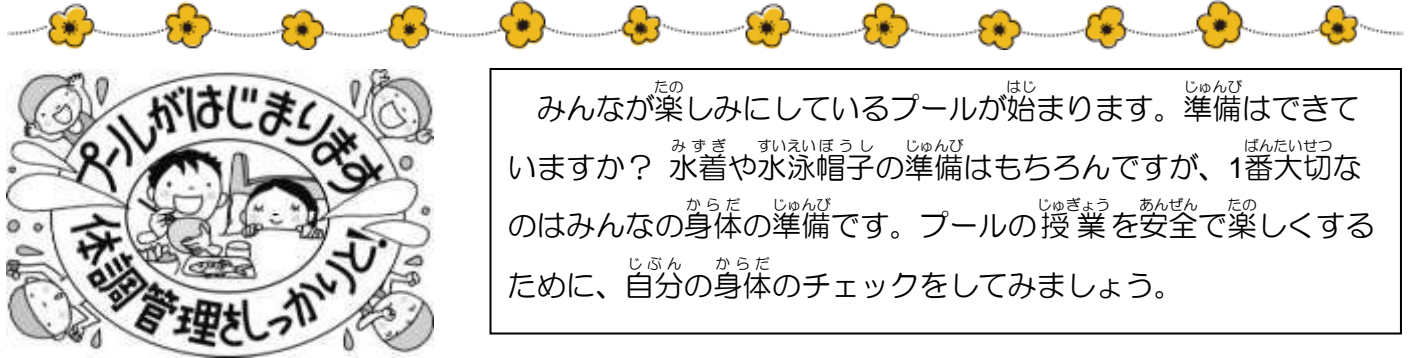 プールがはじまります
体調管理をしっかりと!
みんなが楽しみにしているプールが始まります。準備はできて
いますか? 水着や水泳帽子の準備はもちろんですが、1番大切な
のはみんなの身体の準備です。プールの授業を安全で楽しくする
ために、自分の身体のチェックをしてみましょう。